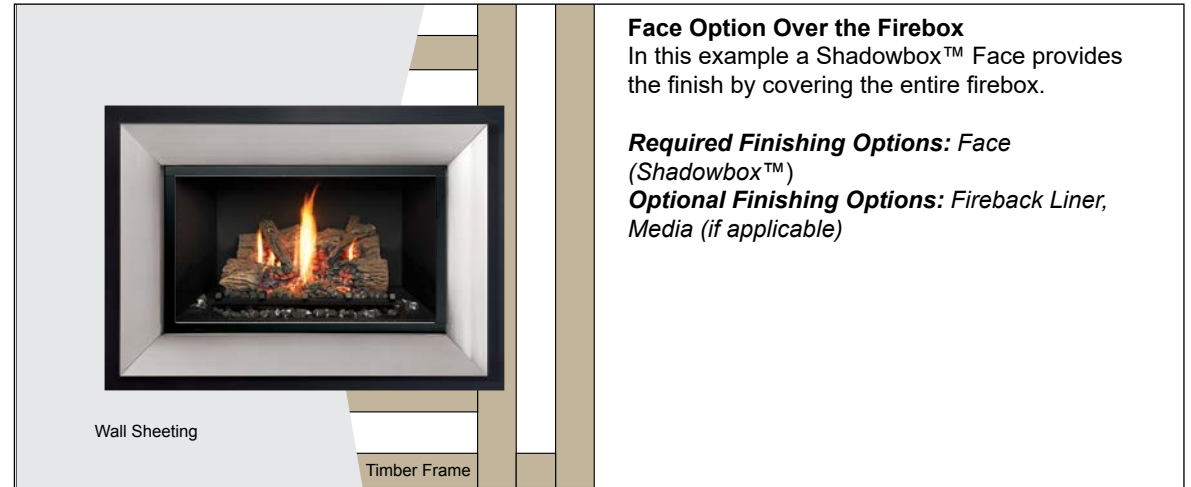 Face Option Over the Firebox
In this example a Shadowbox™ Face provides
the finish by covering the entire firebox.
Required Finishing Options: Face
(Shadowbox™)
Optional Finishing Options: Fireback Liner,
Media (if applicable)
Wall Sheeting
Timber Frame